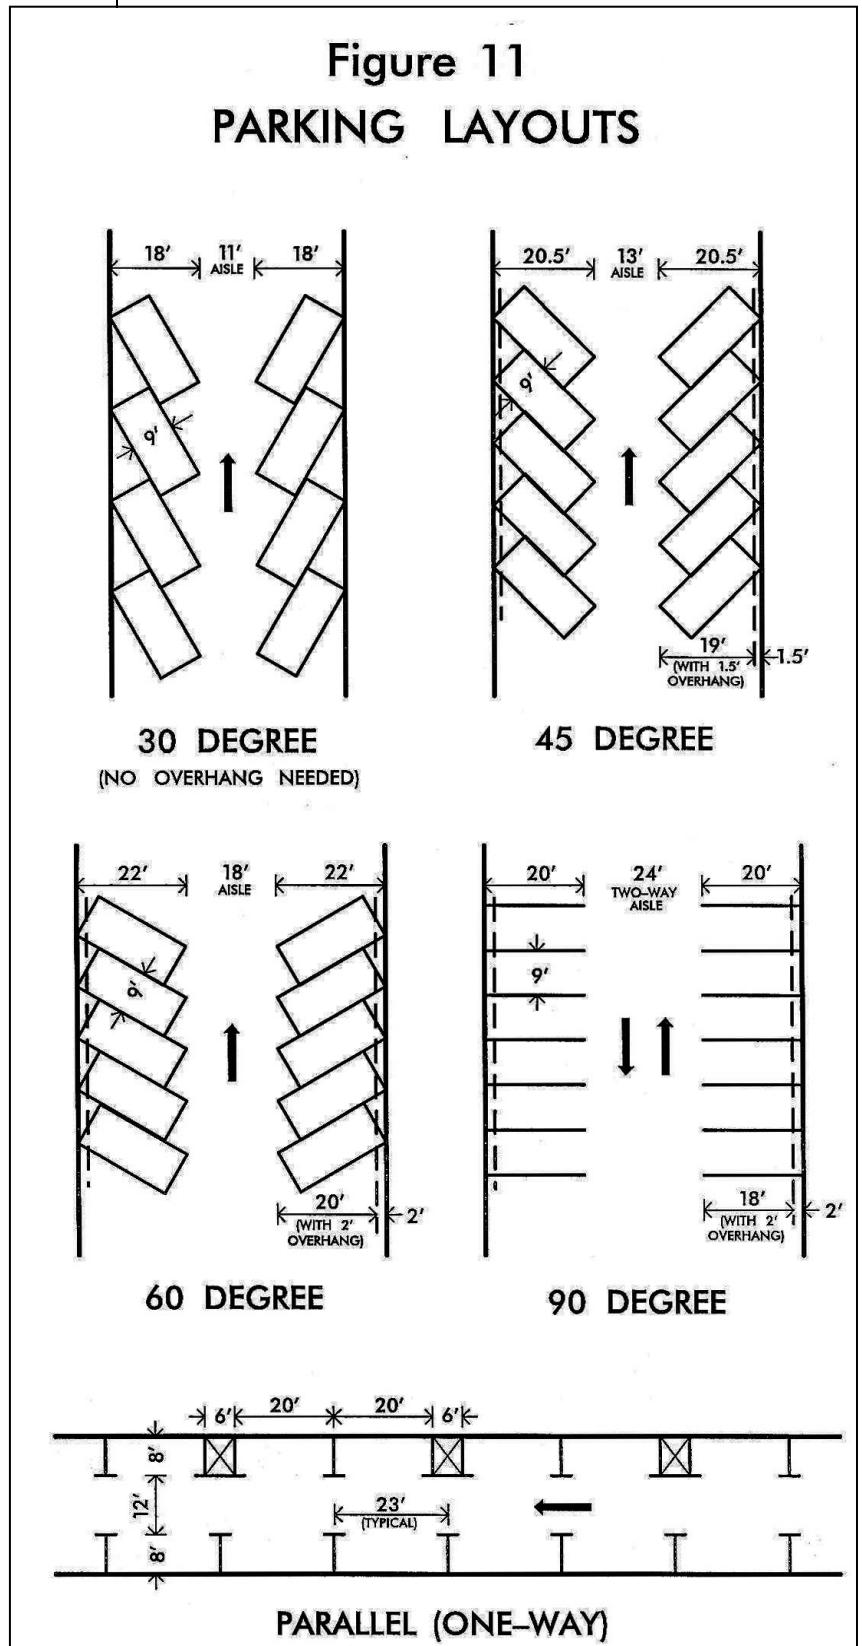 Figure 11
PARKING LAYOUTS
18' 11' 18'
AISLE
9'
30 DEGREE
(NO OVERHANG NEEDED)
20.5' 13' 20.5'
AISLE
9'
19' 1.5'
(WITH 1.5'
OVERHANG)
45 DEGREE
22' 18' 22'
AISLE
9'
20' 2'
(WITH 2'
OVERHANG)
60 DEGREE
20' 24' 20'
TWO-WAY
AISLE
9'
18' 2'
(WITH 2'
OVERHANG)
90 DEGREE
6' 20' 20' 6'
8'
12'
23'
(TYPICAL)
8'
PARALLEL (ONE-WAY)